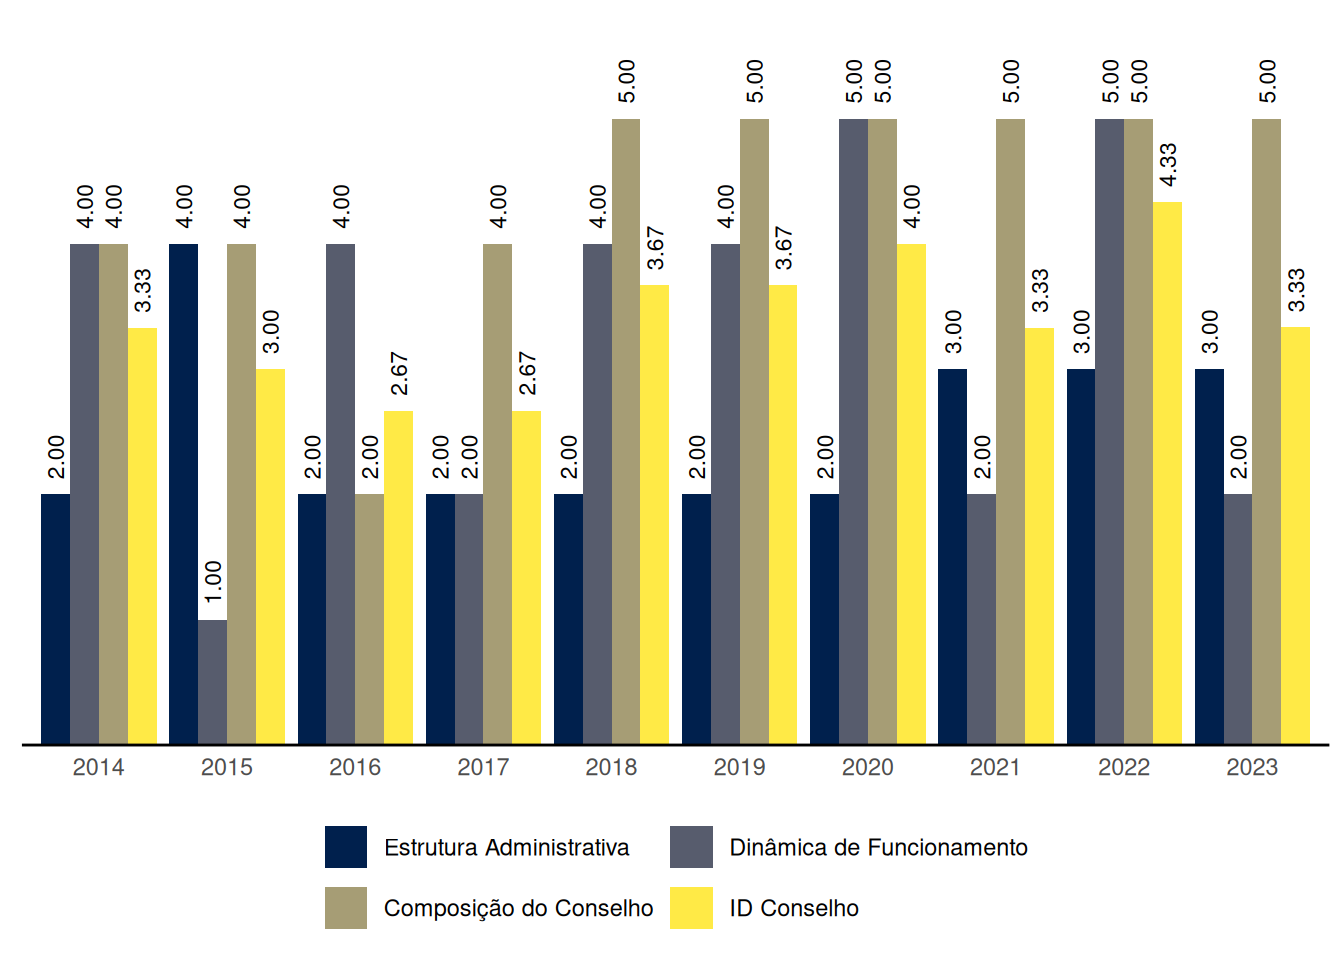 5.00 5.00 5.00 5.00 5.00 5.00 5.00 5.00
4.33
4.00 4.00 4.00 4.00 4.00 4.00 4.00 4.00 4.00
3.67 3.67
3.33 3.33 3.33
3.00 3.00 3.00 3.00
2.67 2.67
2.00 2.00 2.00 2.00 2.00 2.00 2.00 2.00 2.00 2.00
1.00
2014 2015 2016 2017 2018 2019 2020 2021 2022 2023
Estrutura Administrativa Dinâmica de Funcionamento
Composição do Conselho ID Conselho